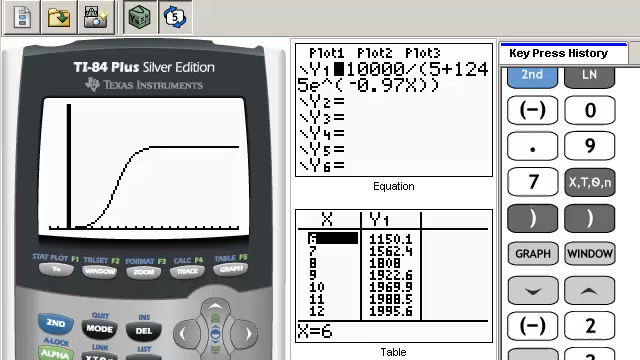 TI-84 Plus Silver Edition
TEXAS INSTRUMENTS
STAT PLOT F1 TBLSET F2 FORMAT F3 CALC F4 TABLE F5
Y= WINDOW ZOOM TRACE GRAPH
QUIT INS
2ND MODE DEL
A-LOCK LINK LIST
ALPHA X,T,Θ,n STAT
Plot1 Plot2 Plot3
\Y1=10000/(5+124
5e^(-0.97X))
\Y2=
\Y3=
\Y4=
\Y5=
\Y6=
Equation
X Y1
6 1150.1
7 1562.4
8 1808
9 1922.6
10 1969.9
11 1988.5
12 1995.6
X=6
Table
Key Press History
2nd LN
(-) 0
. 9
7 X,T,Θ,n
) )
GRAPH WINDOW
(-) 2